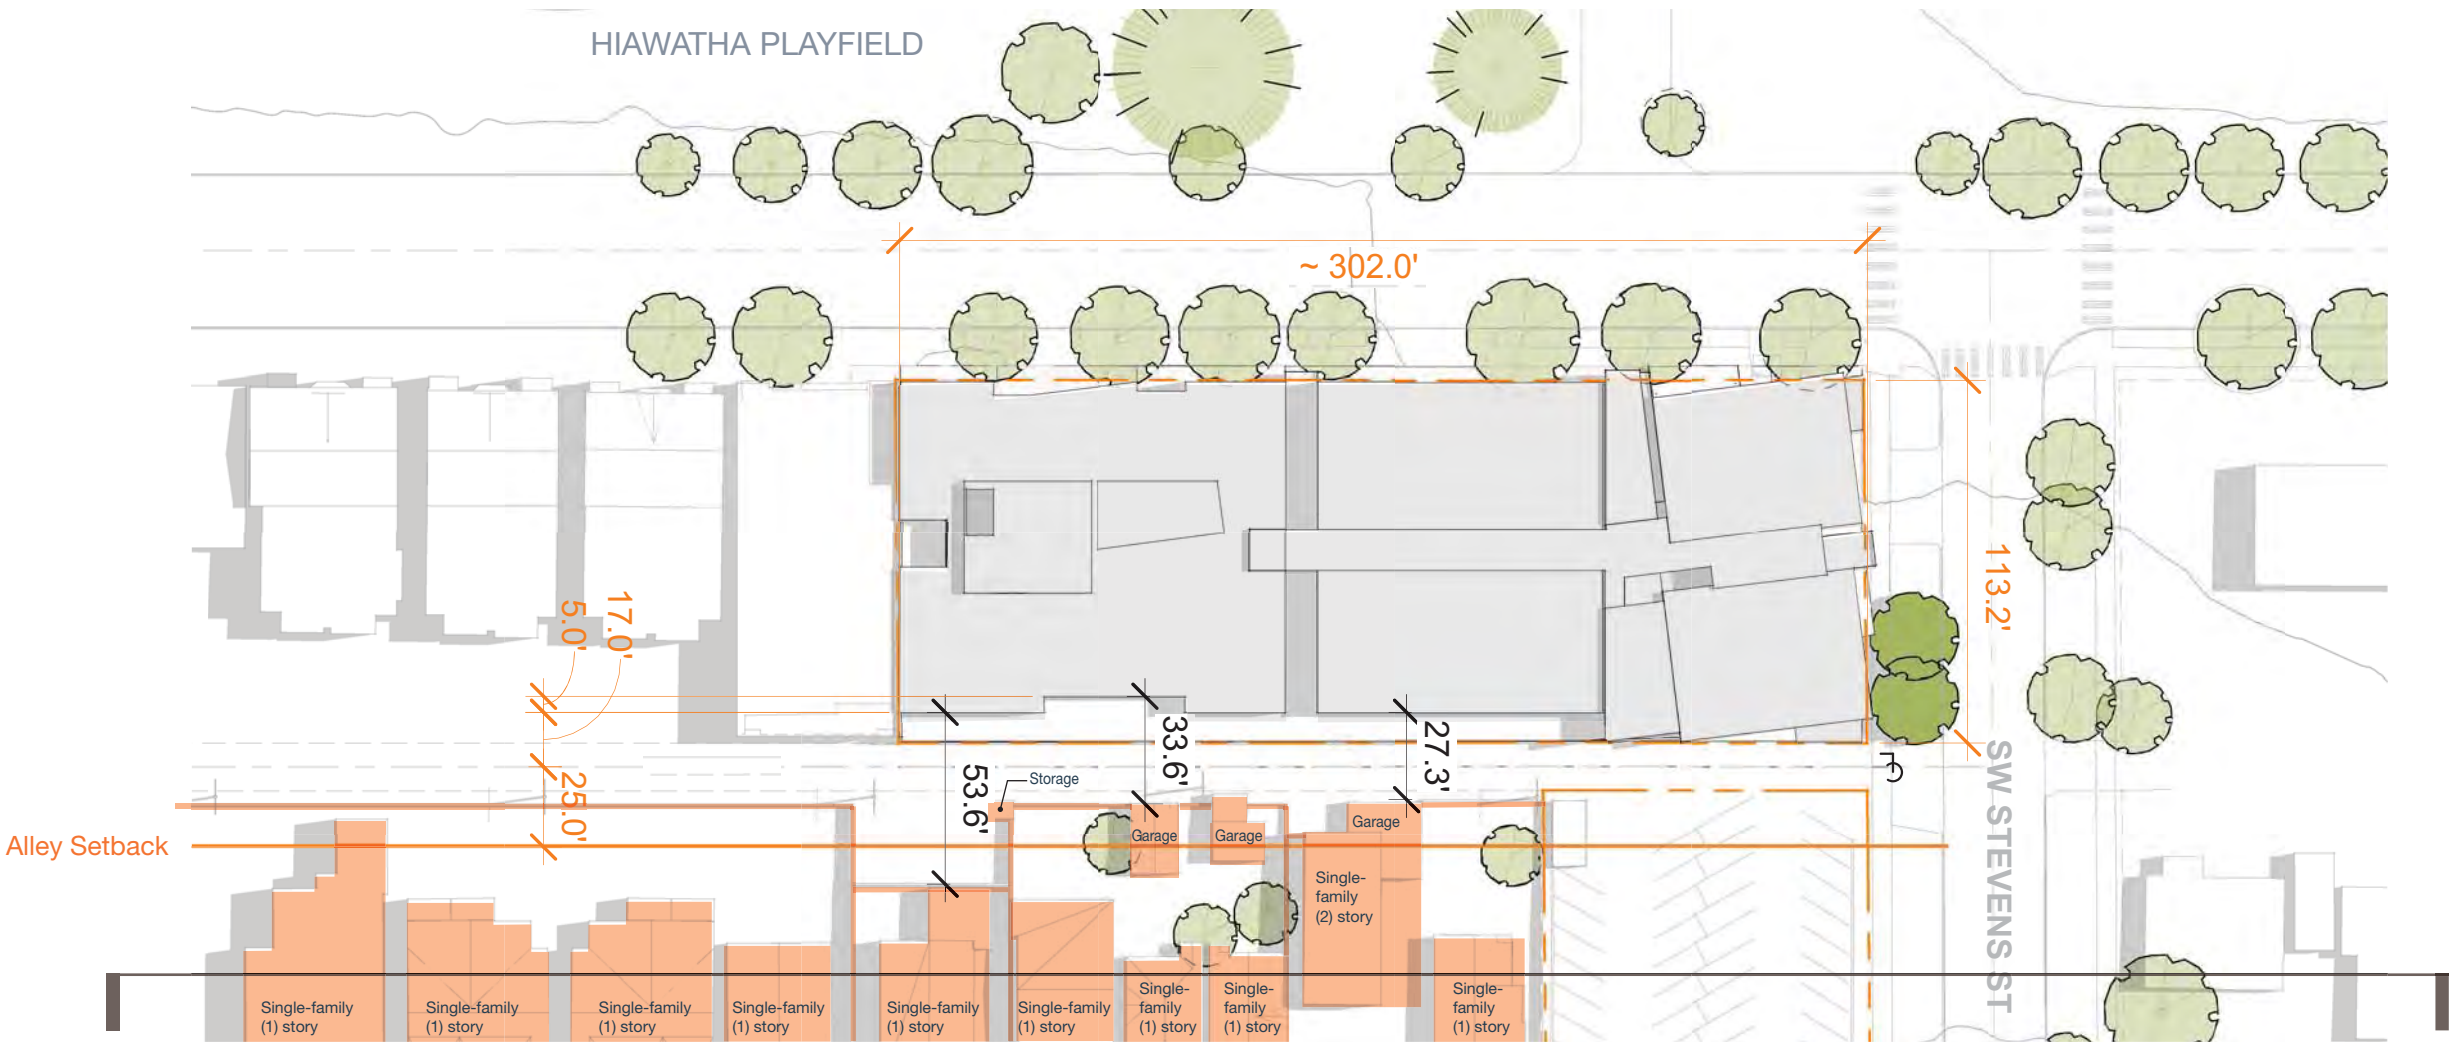 HIAWATHA PLAYFIELD
~ 302.0'
113.2'
5.0'
17.0'
25.0'
53.6'
33.6'
27.3'
SW STEVENS ST
Storage
Garage
Garage
Garage
Alley Setback
Single-
family
(2) story
Single-family
(1) story
Single-family
(1) story
Single-family
(1) story
Single-family
(1) story
Single-family
(1) story
Single-family
(1) story
Single-
family
(1) story
Single-
family
(1) story
Single-
family
(1) story